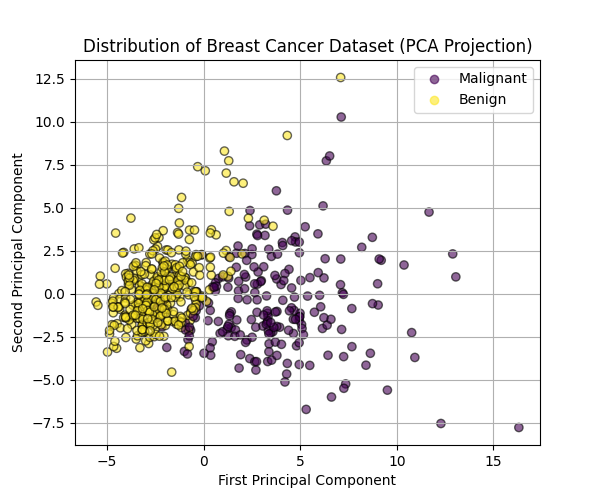 Distribution of Breast Cancer Dataset (PCA Projection)
Malignant
Benign
12.5
10.0
7.5
5.0
2.5
0.0
−2.5
−5.0
−7.5
Second Principal Component
−5
0
5
10
15
First Principal Component